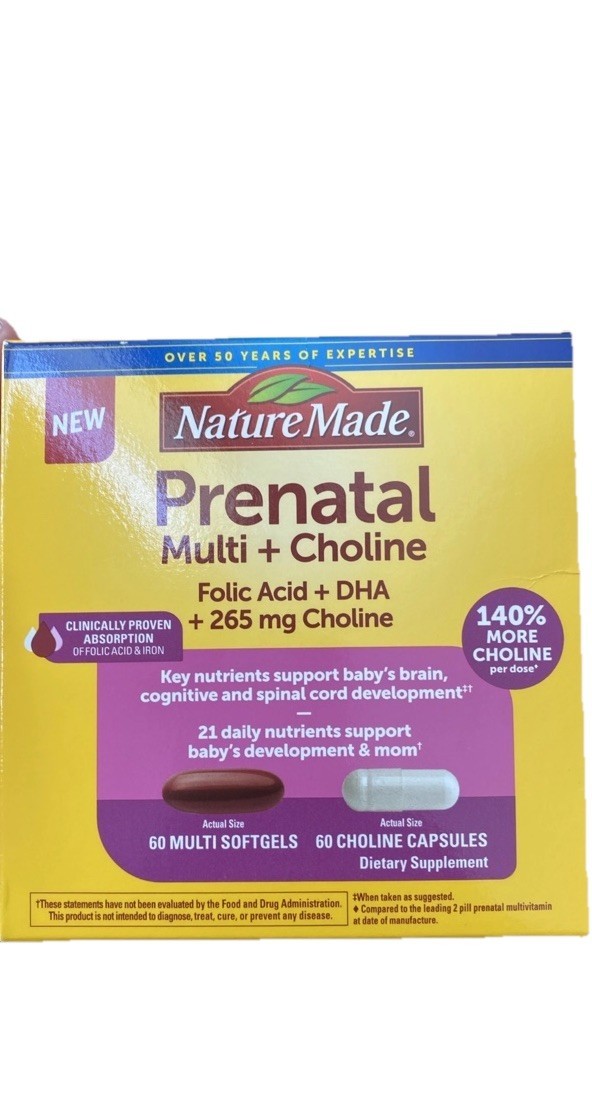 OVER 50 YEARS OF EXPERTISE
NEW
Nature Made®
Prenatal
Multi + Choline
Folic Acid + DHA
+ 265 mg Choline
CLINICALLY PROVEN
ABSORPTION
OF FOLIC ACID & IRON
140%
MORE
CHOLINE
per dose♦
Key nutrients support baby's brain,
cognitive and spinal cord development‡†
21 daily nutrients support
baby's development & mom†
Actual Size
60 MULTI SOFTGELS
Actual Size
60 CHOLINE CAPSULES
Dietary Supplement
†These statements have not been evaluated by the Food and Drug Administration.
This product is not intended to diagnose, treat, cure, or prevent any disease.
‡When taken as suggested.
♦ Compared to the leading 2 pill prenatal multivitamin
at date of manufacture.